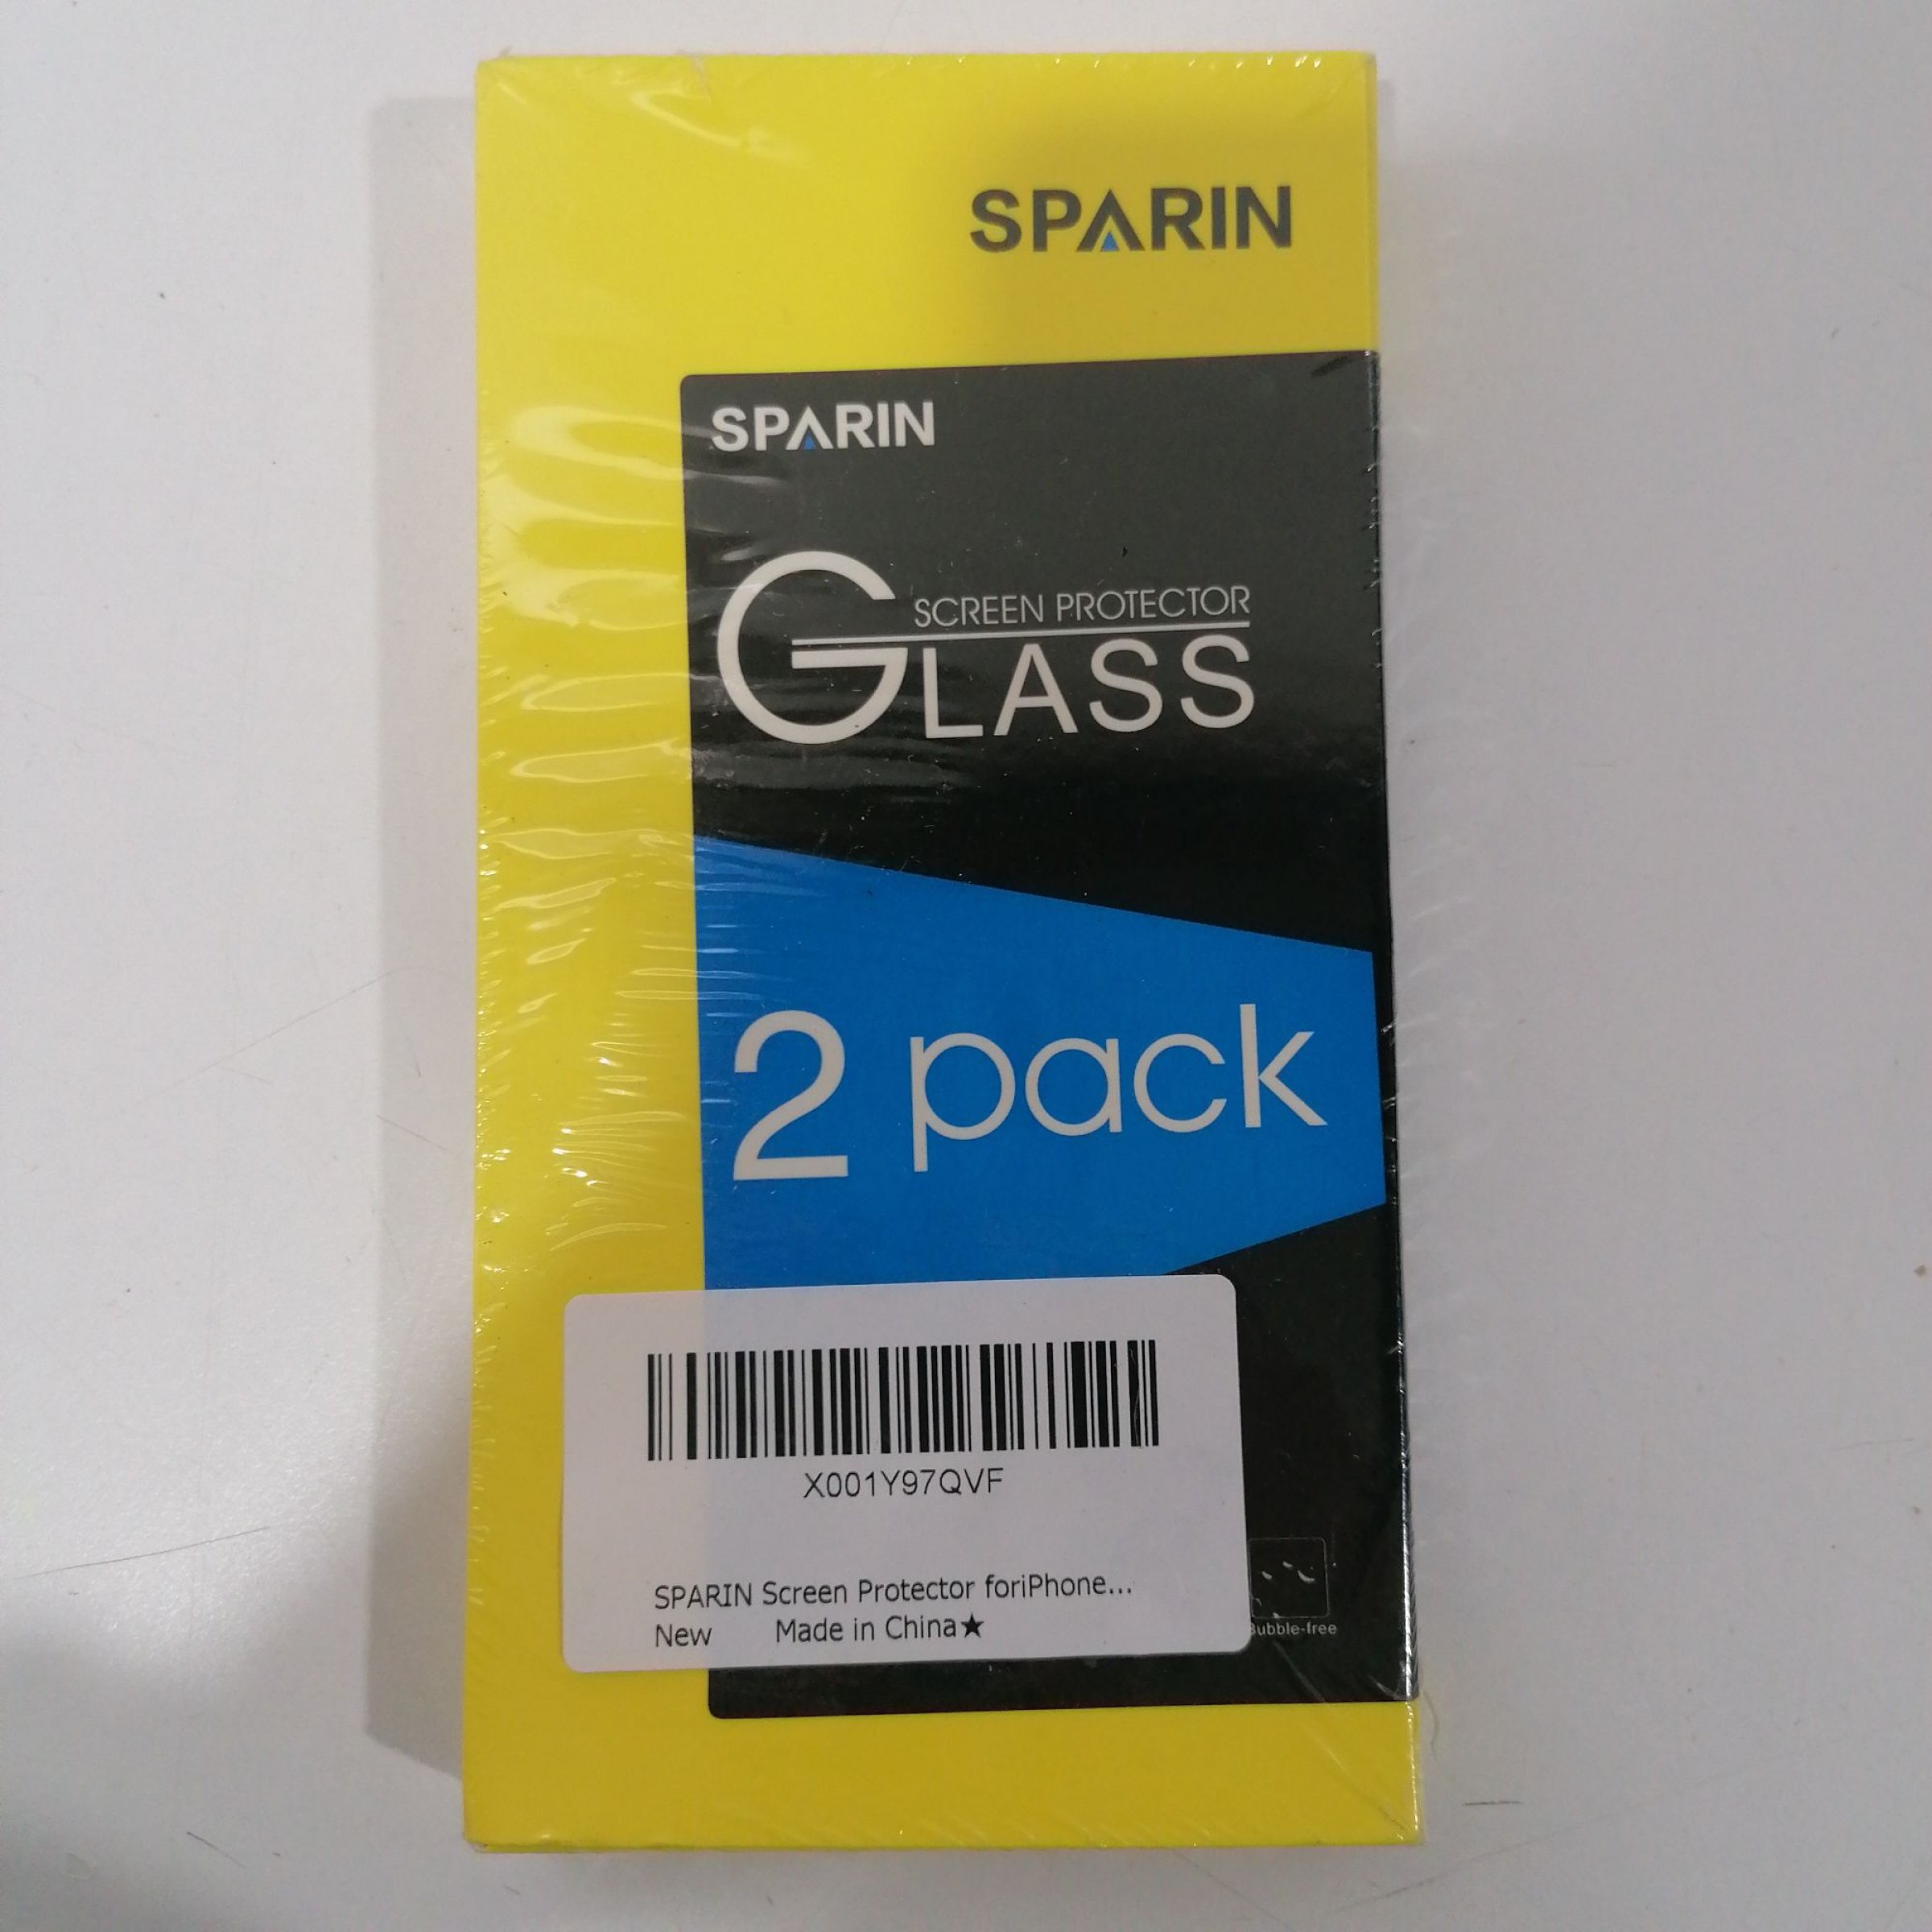 SPARIN
SPARIN
SCREEN PROTECTOR
GLASS
2 pack
X001Y97QVF
SPARIN Screen Protector foriPhone...
New Made in China★
Bubble-free